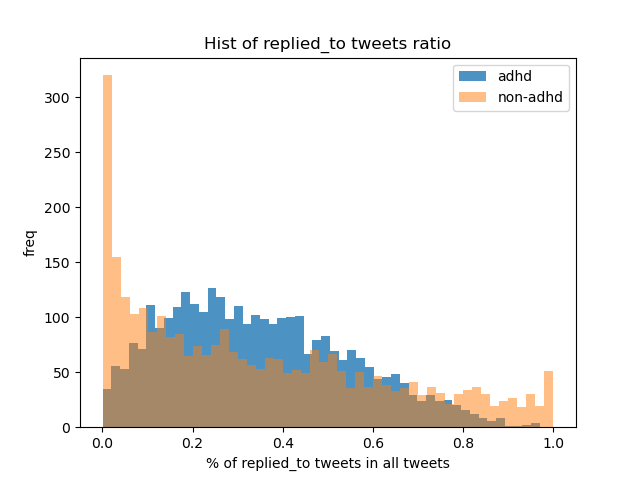 Hist of replied_to tweets ratio
adhd
non-adhd
freq
300
250
200
150
100
50
0
0.0 0.2 0.4 0.6 0.8 1.0
% of replied_to tweets in all tweets